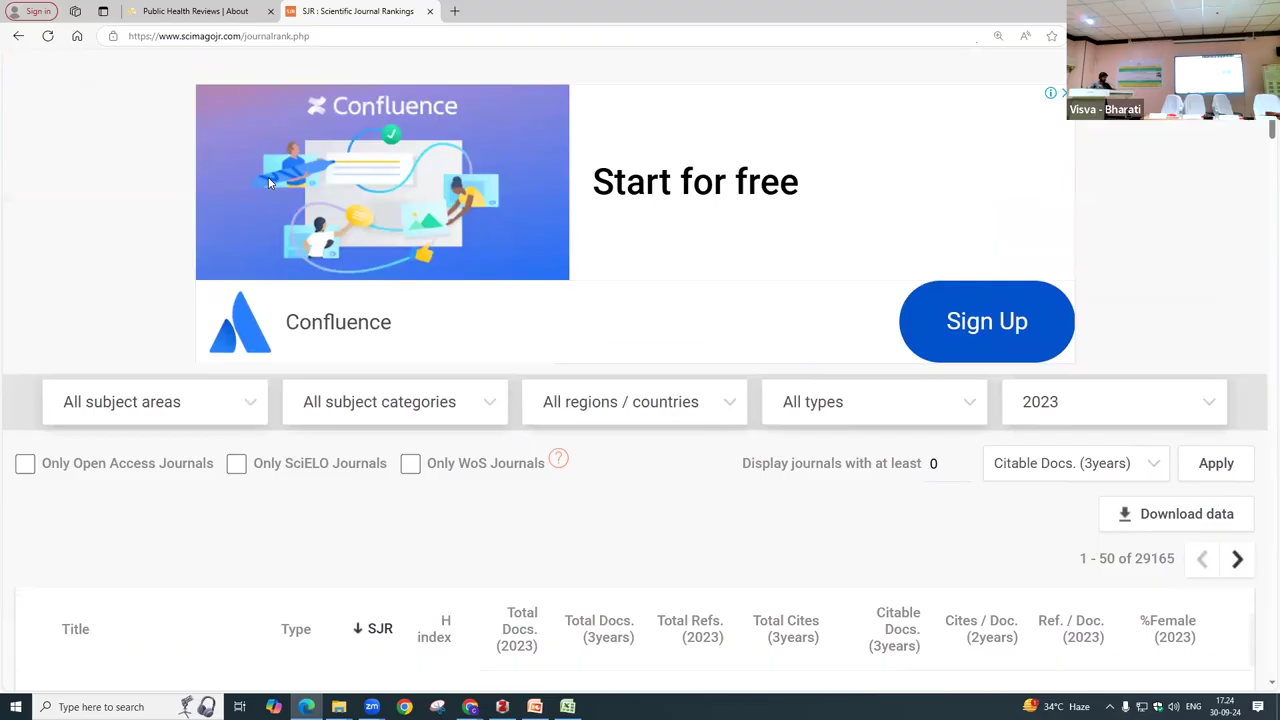 Sign in
Public Health Reviews | About
SJR : Scientific Journal Rankings
https://www.scimagojr.com/journalrank.php
Visva - Bharati
Confluence
Start for free
Confluence
Sign Up
All subject areas
All subject categories
All regions / countries
All types
2023
Only Open Access Journals
Only SciELO Journals
Only WoS Journals
?
Display journals with at least 0
Citable Docs. (3years)
Apply
Download data
1 - 50 of 29165
Title
Type
SJR
H index
Total Docs. (2023)
Total Docs. (3years)
Total Refs. (2023)
Total Cites (3years)
Citable Docs. (3years)
Cites / Doc. (2years)
Ref. / Doc. (2023)
%Female (2023)
Type here to search
34°C Haze
ENG
17.24
30-09-24